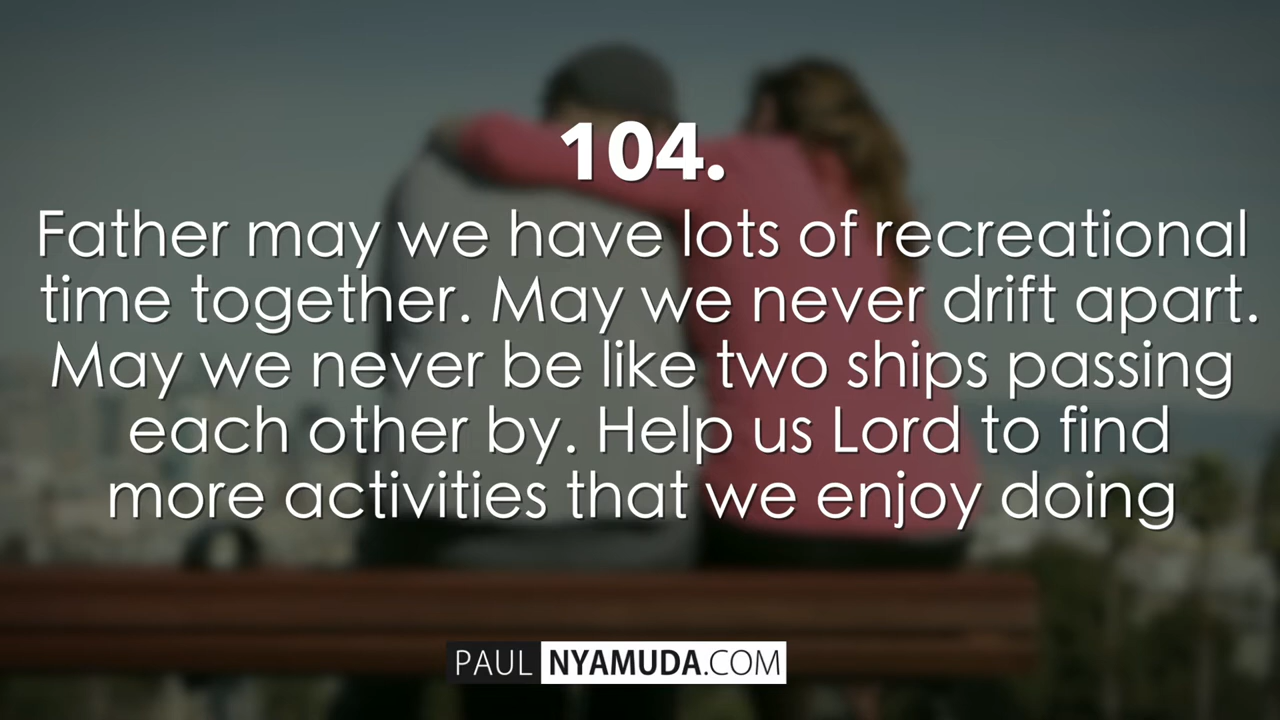 104.
Father may we have lots of recreational
time together. May we never drift apart.
May we never be like two ships passing
each other by. Help us Lord to find
more activities that we enjoy doing
PAUL NYAMUDA.COM